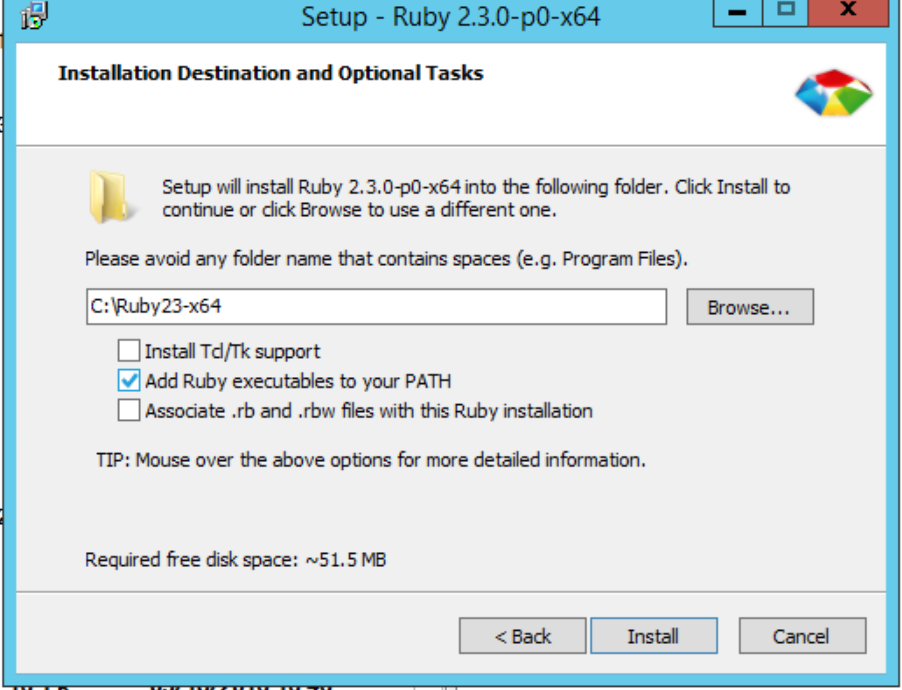 Setup - Ruby 2.3.0-p0-x64
Installation Destination and Optional Tasks
Setup will install Ruby 2.3.0-p0-x64 into the following folder. Click Install to
continue or click Browse to use a different one.
Please avoid any folder name that contains spaces (e.g. Program Files).
C:\Ruby23-x64
Browse...
Install Tcl/Tk support
Add Ruby executables to your PATH
Associate .rb and .rbw files with this Ruby installation
TIP: Mouse over the above options for more detailed information.
Required free disk space: ~51.5 MB
< Back
Install
Cancel